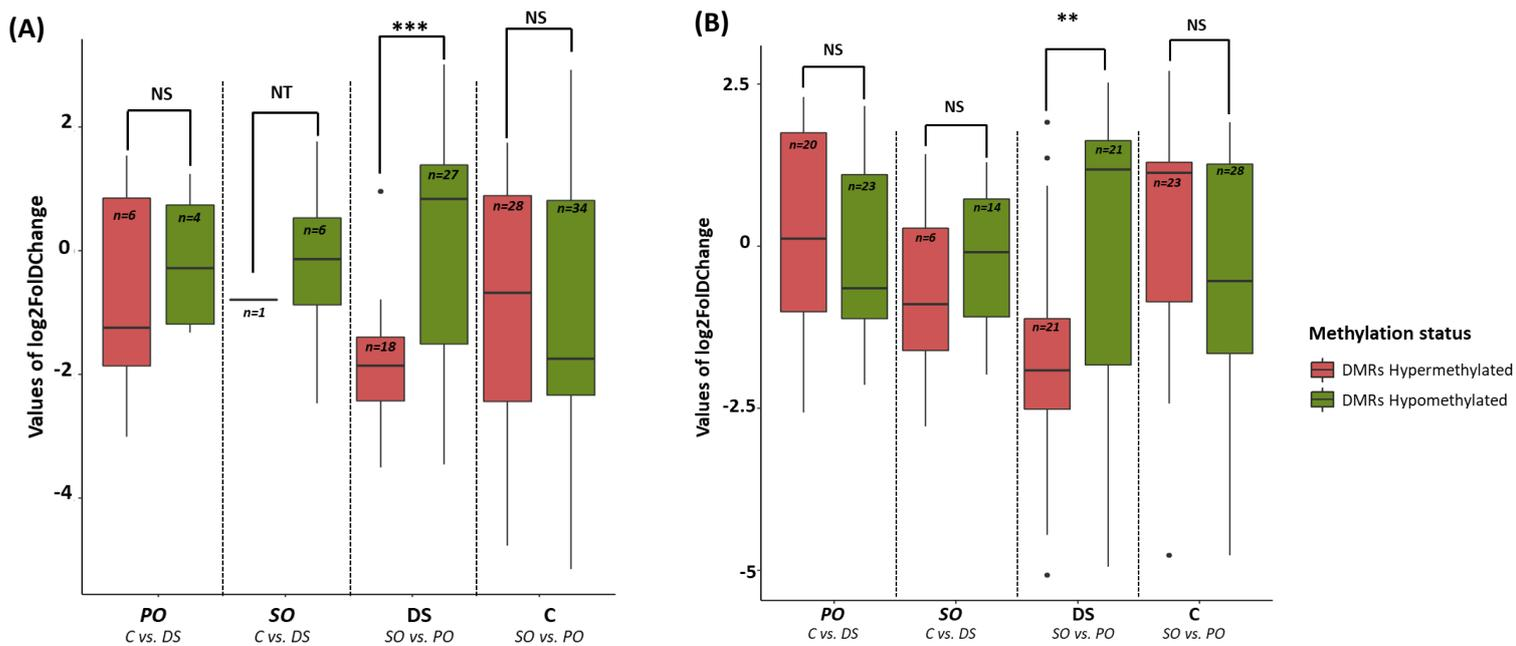 (A)
NS
NT
***
NS
Values of log2FolDChange
2
0
-2
-4
n=6
n=4
n=1
n=6
n=18
n=27
n=28
n=34
PO
C vs. DS
SO
C vs. DS
DS
SO vs. PO
C
SO vs. PO
(B)
NS
NS
**
NS
Values of log2FolDChange
2.5
0
-2.5
-5
n=20
n=23
n=6
n=14
n=21
n=21
n=23
n=28
PO
C vs. DS
SO
C vs. DS
DS
SO vs. PO
C
SO vs. PO
Methylation status
DMRs Hypermethylated
DMRs Hypomethylated